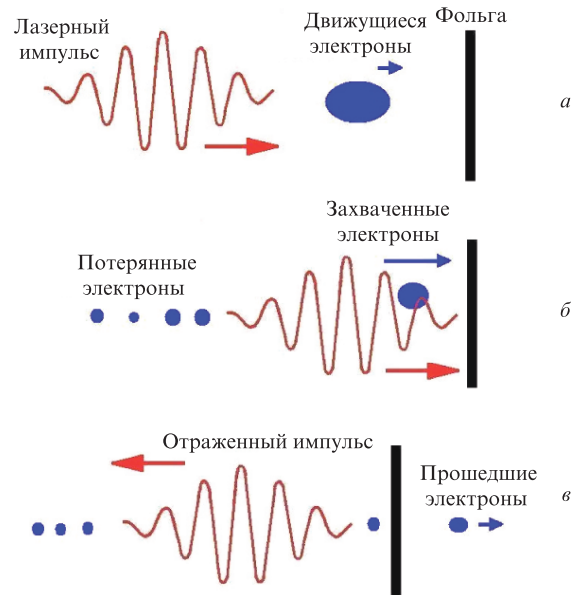 Лазерный
импульс
Движущиеся
электроны
Фольга
а
Захваченные
электроны
Потерянные
электроны
б
Отраженный импульс
Прошедшие
электроны
в